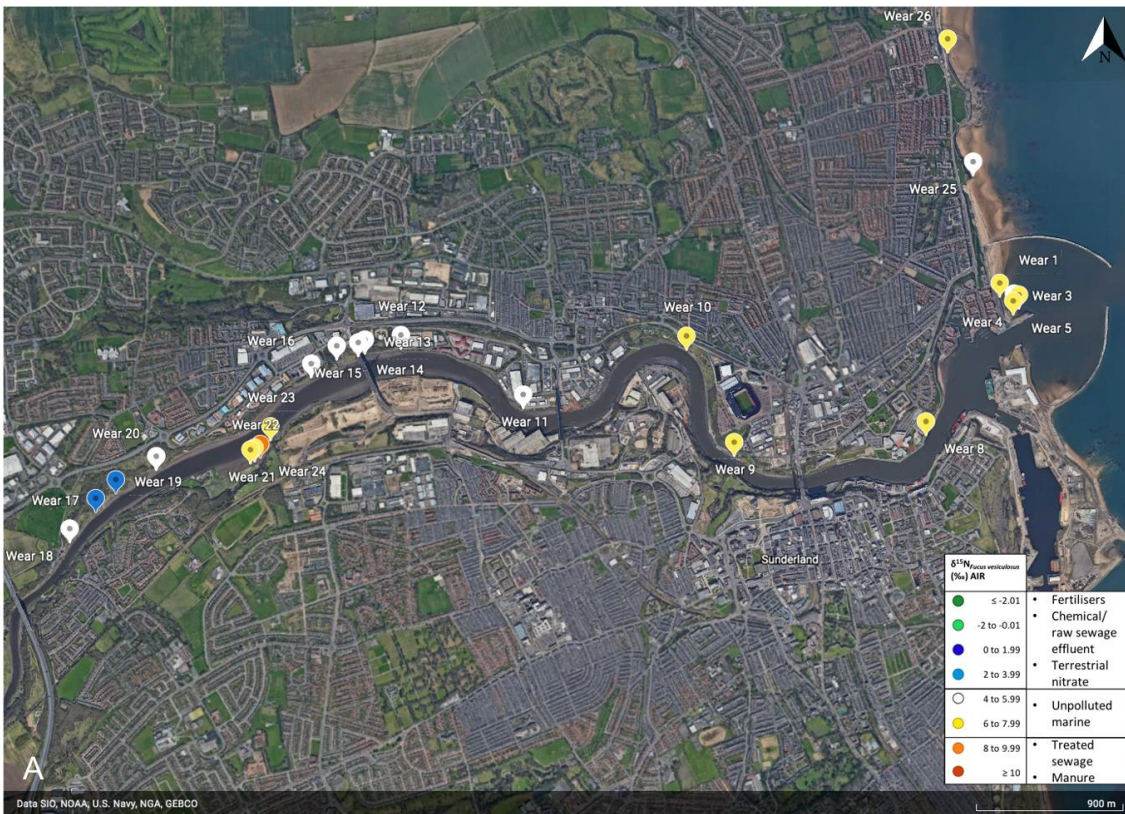 Wear 26
N
Wear 25
Wear 1
Wear 3
Wear 4
Wear 5
Wear 12
Wear 10
Wear 13
Wear 16
Wear 15
Wear 14
Wear 23
Wear 11
Wear 22
Wear 20
Wear 21
Wear 24
Wear 19
Wear 9
Wear 8
Wear 17
Wear 18
Sunderland
δ¹⁵N Fucus vesiculosus
(‰) AIR
≤ -2.01
-2 to -0.01
0 to 1.99
2 to 3.99
• Fertilisers
• Chemical/
raw sewage
effluent
• Terrestrial
nitrate
4 to 5.99
6 to 7.99
• Unpolluted
marine
8 to 9.99
≥ 10
• Treated
sewage
• Manure
A
Data SIO, NOAA, U.S. Navy, NGA, GEBCO
900 m